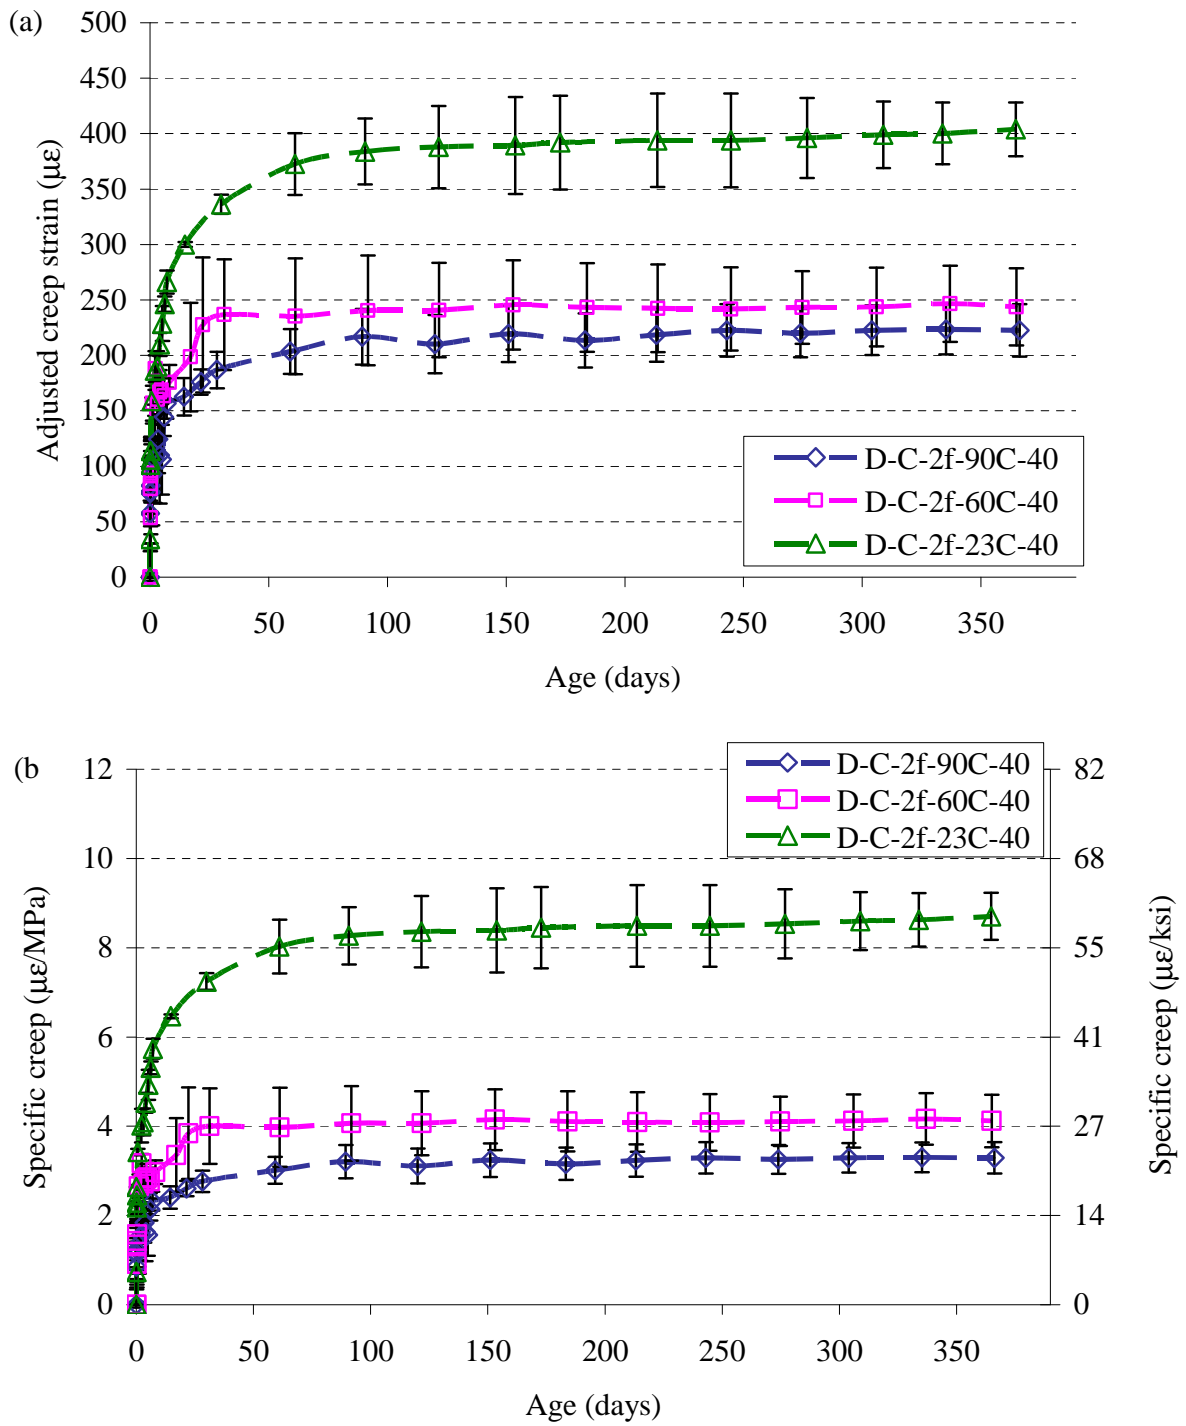 (a)
500
450
400
350
300
250
200
150
100
50
0
Adjusted creep strain (με)
D-C-2f-90C-40
D-C-2f-60C-40
D-C-2f-23C-40
0 50 100 150 200 250 300 350
Age (days)
(b
D-C-2f-90C-40
D-C-2f-60C-40
D-C-2f-23C-40
12
10
8
6
4
2
0
Specific creep (με/MPa)
82
68
55
41
27
14
0
Specific creep (με/ksi)
0 50 100 150 200 250 300 350
Age (days)